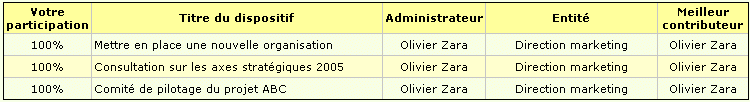 Votre participation Titre du dispositif Administrateur Entité Meilleur contributeur
100% Mettre en place une nouvelle organisation Olivier Zara Direction marketing Olivier Zara
100% Consultation sur les axes stratégiques 2005 Olivier Zara Direction marketing Olivier Zara
100% Comité de pilotage du projet ABC Olivier Zara Direction marketing Olivier Zara